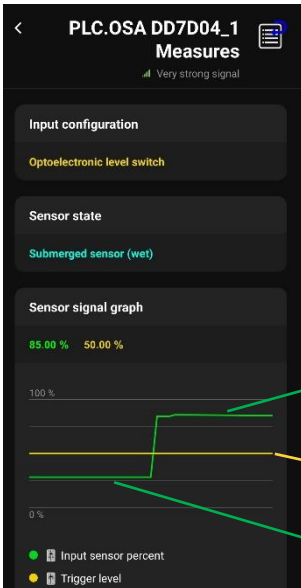 PLC.OSA DD7D04_1
Measures
Very strong signal
Input configuration
Optoelectronic level switch
Sensor state
Submerged sensor (wet)
Sensor signal graph
85.00 % 50.00 %
100 %
0 %
Input sensor percent
Trigger level